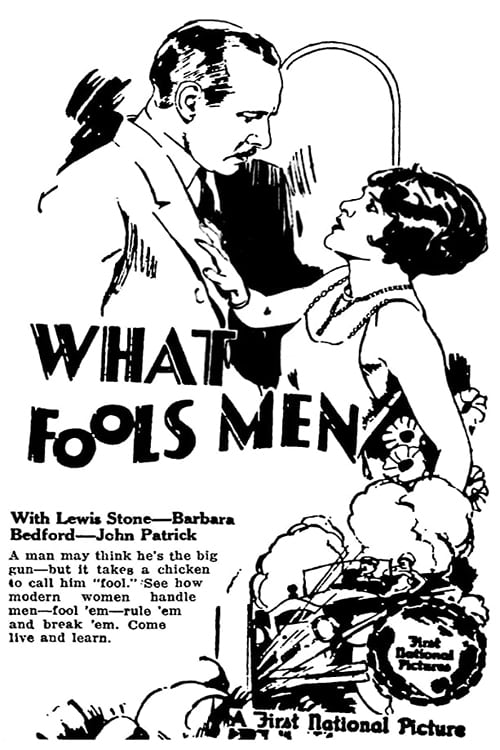 WHAT
FOOLS MEN
With Lewis Stone—Barbara
Bedford—John Patrick
A man may think he's the big
gun—but it takes a chicken
to call him "fool." See how
modern women handle
men—fool 'em—rule 'em
and break 'em. Come
live and learn.
First
National
Pictures
A First National Picture